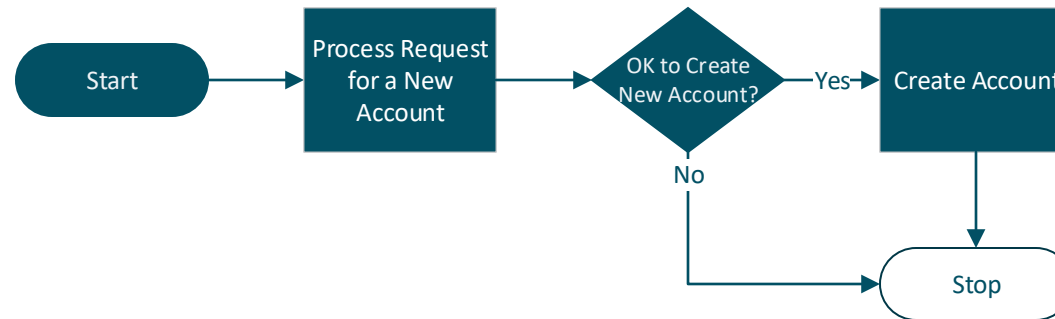 Start
Process Request
for a New
Account
OK to Create
New Account?
Yes
Create Account
No
Stop